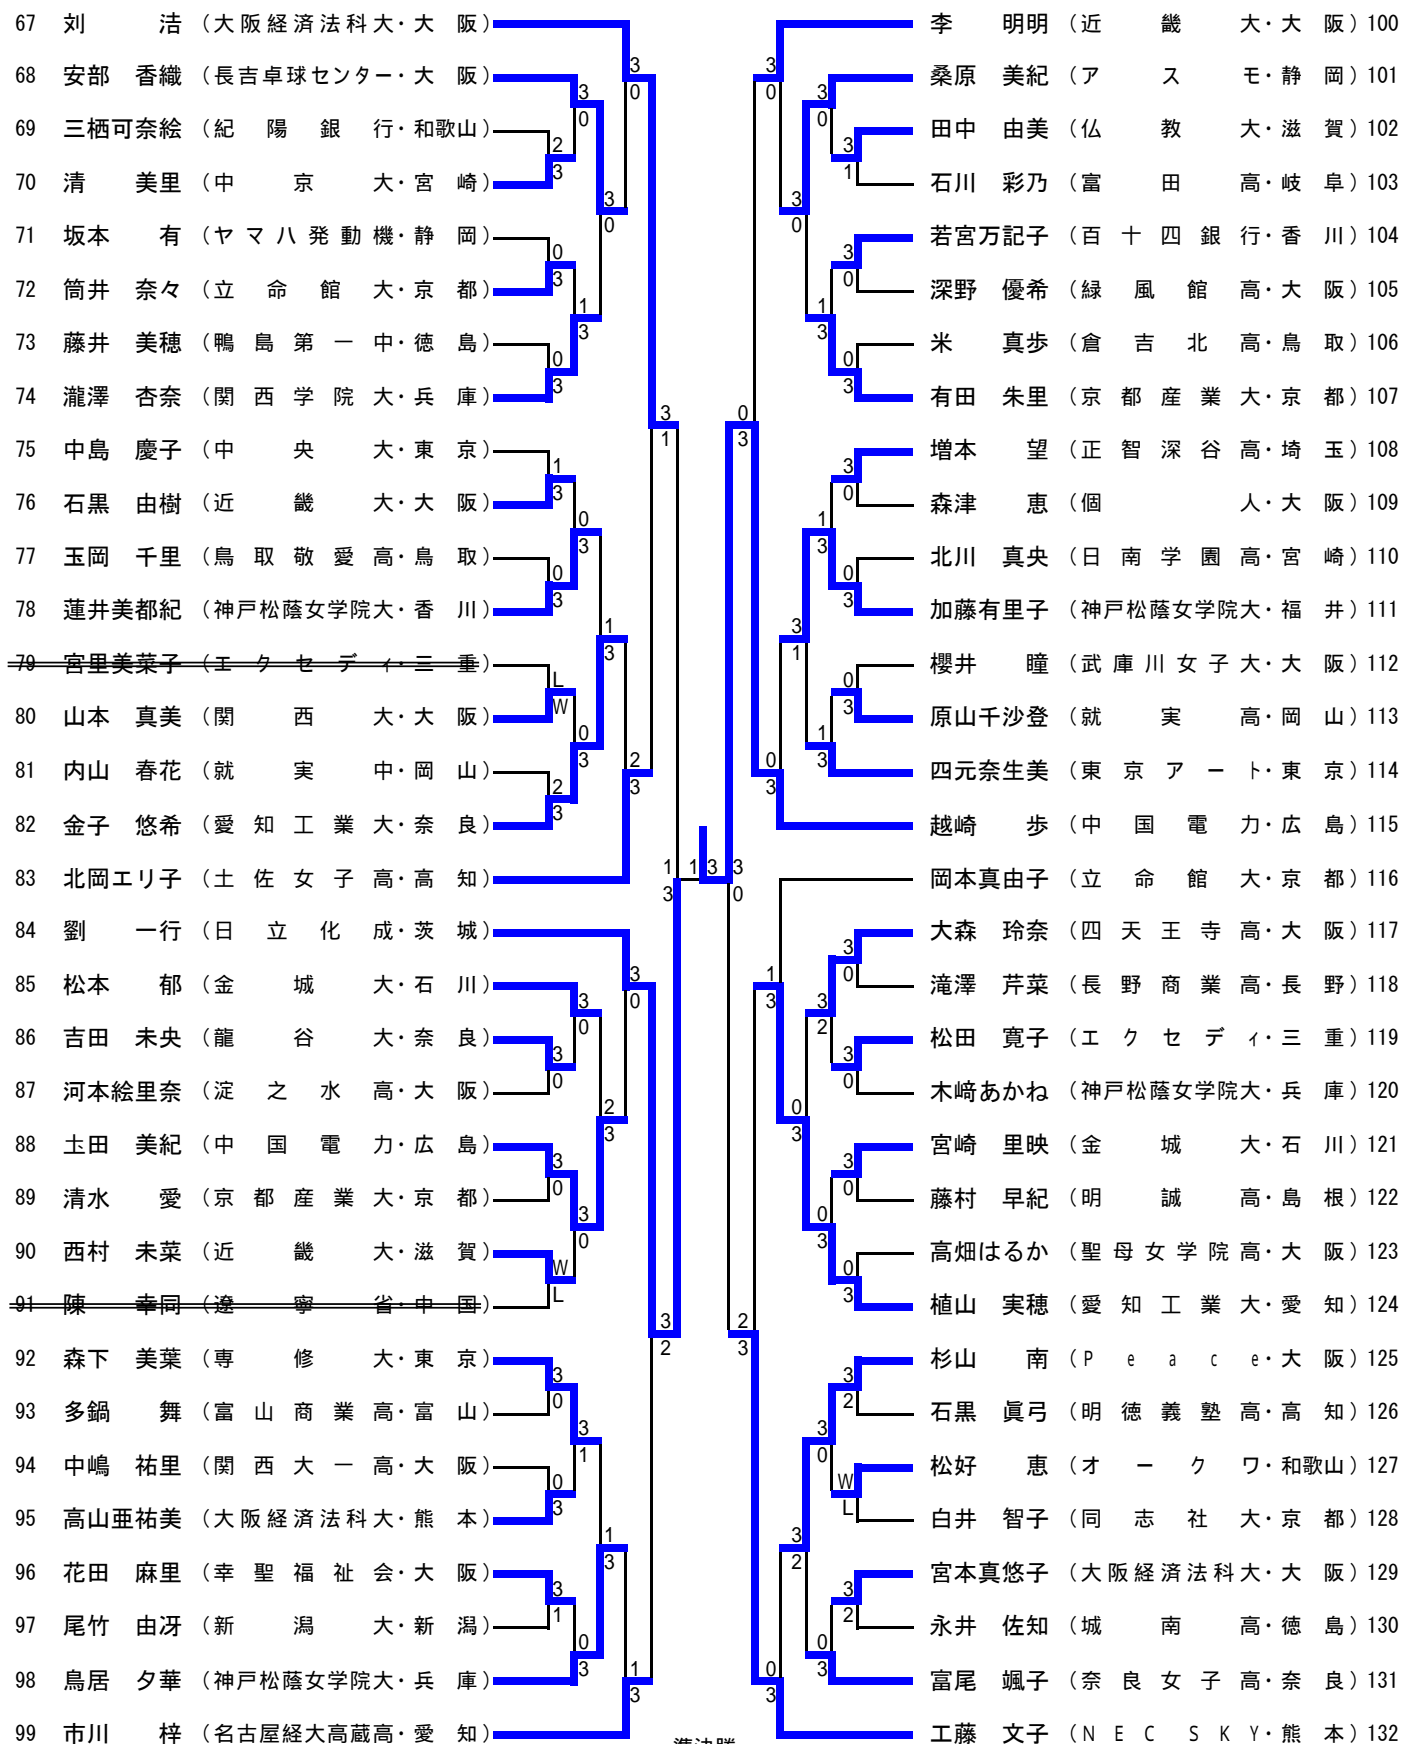 67 刘 洁 (大阪経済法科大・大阪)
68 安部 香織 (長吉卓球センター・大阪)
69 三栖可奈絵 (紀陽銀行・和歌山)
70 清 美里 (中京大・宮崎)
71 坂本 有 (ヤマハ発動機・静岡)
72 筒井 奈々 (立命館大・京都)
73 藤井 美穂 (鴨島第一中・徳島)
74 瀧澤 杏奈 (関西学院大・兵庫)
75 中島 慶子 (中央大・東京)
76 石黒 由樹 (近畿大・大阪)
77 玉岡 千里 (鳥取敬愛高・鳥取)
78 蓮井美都紀 (神戸松蔭女学院大・香川)
79 宮里美菜子 (エクセディ・三重)
80 山本 真美 (関西大・大阪)
81 内山 春花 (就実中・岡山)
82 金子 悠希 (愛知工業大・奈良)
83 北岡エリ子 (土佐女子高・高知)
84 劉 一行 (日立化成・茨城)
85 松本 郁 (金城大・石川)
86 吉田 未央 (龍谷大・奈良)
87 河本絵里奈 (淀之水高・大阪)
88 圡田 美紀 (中国電力・広島)
89 清水 愛 (京都産業大・京都)
90 西村 未菜 (近畿大・滋賀)
91 陳 幸同 (遼寧省・中国)
92 森下 美葉 (専修大・東京)
93 多鍋 舞 (富山商業高・富山)
94 中嶋 祐里 (関西大一高・大阪)
95 高山亜祐美 (大阪経済法科大・熊本)
96 花田 麻里 (幸聖福祉会・大阪)
97 尾竹 由冴 (新潟大・新潟)
98 鳥居 夕華 (神戸松蔭女学院大・兵庫)
99 市川 梓 (名古屋経大高蔵高・愛知)
李 明明 (近畿大・大阪) 100
桑原 美紀 (アスモ・静岡) 101
田中 由美 (仏教大・滋賀) 102
石川 彩乃 (富田高・岐阜) 103
若宮万記子 (百十四銀行・香川) 104
深野 優希 (緑風館高・大阪) 105
米 真歩 (倉吉北高・鳥取) 106
有田 朱里 (京都産業大・京都) 107
増本 望 (正智深谷高・埼玉) 108
森津 恵 (個人・大阪) 109
北川 真央 (日南学園高・宮崎) 110
加藤有里子 (神戸松蔭女学院大・福井) 111
櫻井 瞳 (武庫川女子大・大阪) 112
原山千沙登 (就実高・岡山) 113
四元奈生美 (東京アート・東京) 114
越崎 歩 (中国電力・広島) 115
岡本真由子 (立命館大・京都) 116
大森 玲奈 (四天王寺高・大阪) 117
滝澤 芹菜 (長野商業高・長野) 118
松田 寛子 (エクセディ・三重) 119
木﨑あかね (神戸松蔭女学院大・兵庫) 120
宮崎 里映 (金城大・石川) 121
藤村 早紀 (明誠高・島根) 122
高畑はるか (聖母女学院高・大阪) 123
植山 実穂 (愛知工業大・愛知) 124
杉山 南 (Peace・大阪) 125
石黒 眞弓 (明徳義塾高・高知) 126
松好 恵 (オークワ・和歌山) 127
白井 智子 (同志社大・京都) 128
宮本真悠子 (大阪経済法科大・大阪) 129
永井 佐知 (城南高・徳島) 130
富尾 颯子 (奈良女子高・奈良) 131
工藤 文子 (NEC SKY・熊本) 132